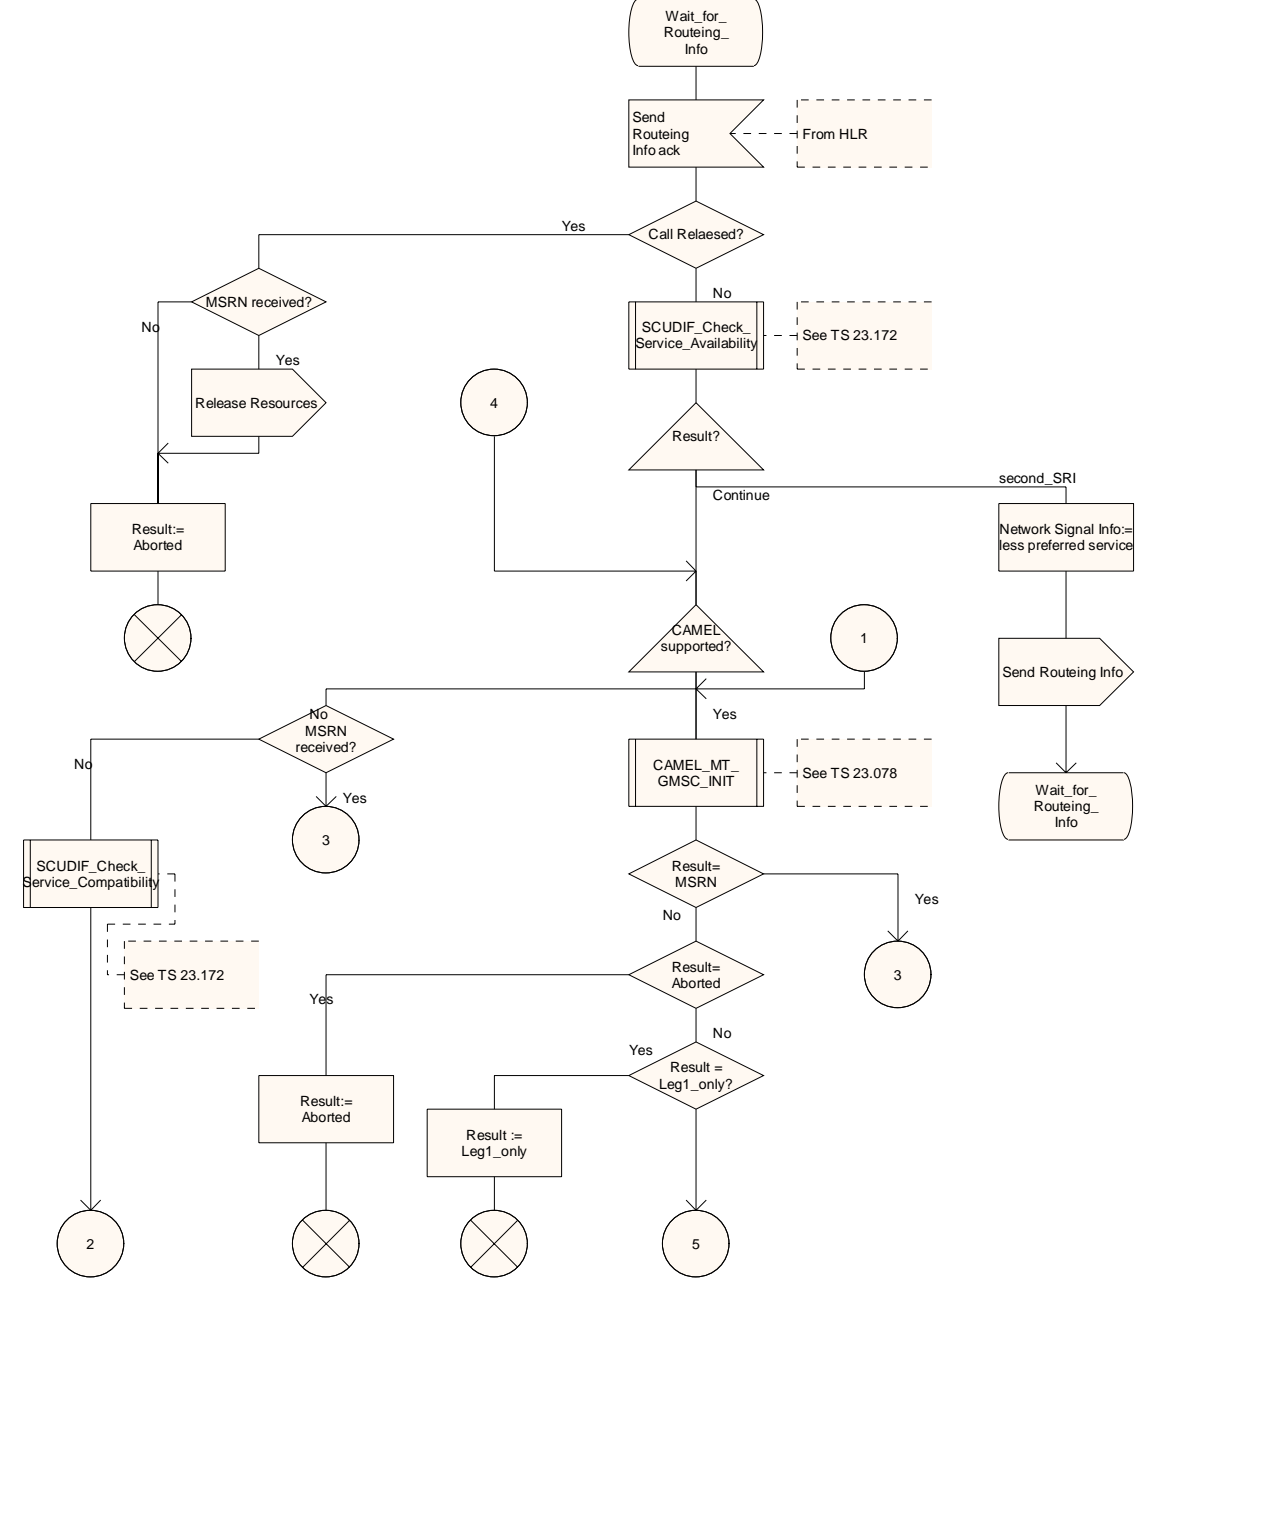 Wait_for_
Routeing_
Info
Send
Routeing
Info ack
From HLR
Yes
Call Relaesed?
No
MSRN received?
No
Yes
SCUDIF_Check_
Service_Availability
See TS 23.172
Release Resources
4
Result?
second_SRI
Continue
Result:=
Aborted
Network Signal Info:=
less preferred service
CAMEL
supported?
1
Send Routeing Info
No
MSRN
received?
Yes
No
Yes
3
CAMEL_MT_
GMSC_INIT
See TS 23.078
Wait_for_
Routeing_
Info
SCUDIF_Check_
Service_Compatibility
Result=
MSRN
Yes
No
See TS 23.172
Result=
Aborted
3
Yes
No
Yes
Result =
Leg1_only?
Result:=
Aborted
Result :=
Leg1_only
2
5